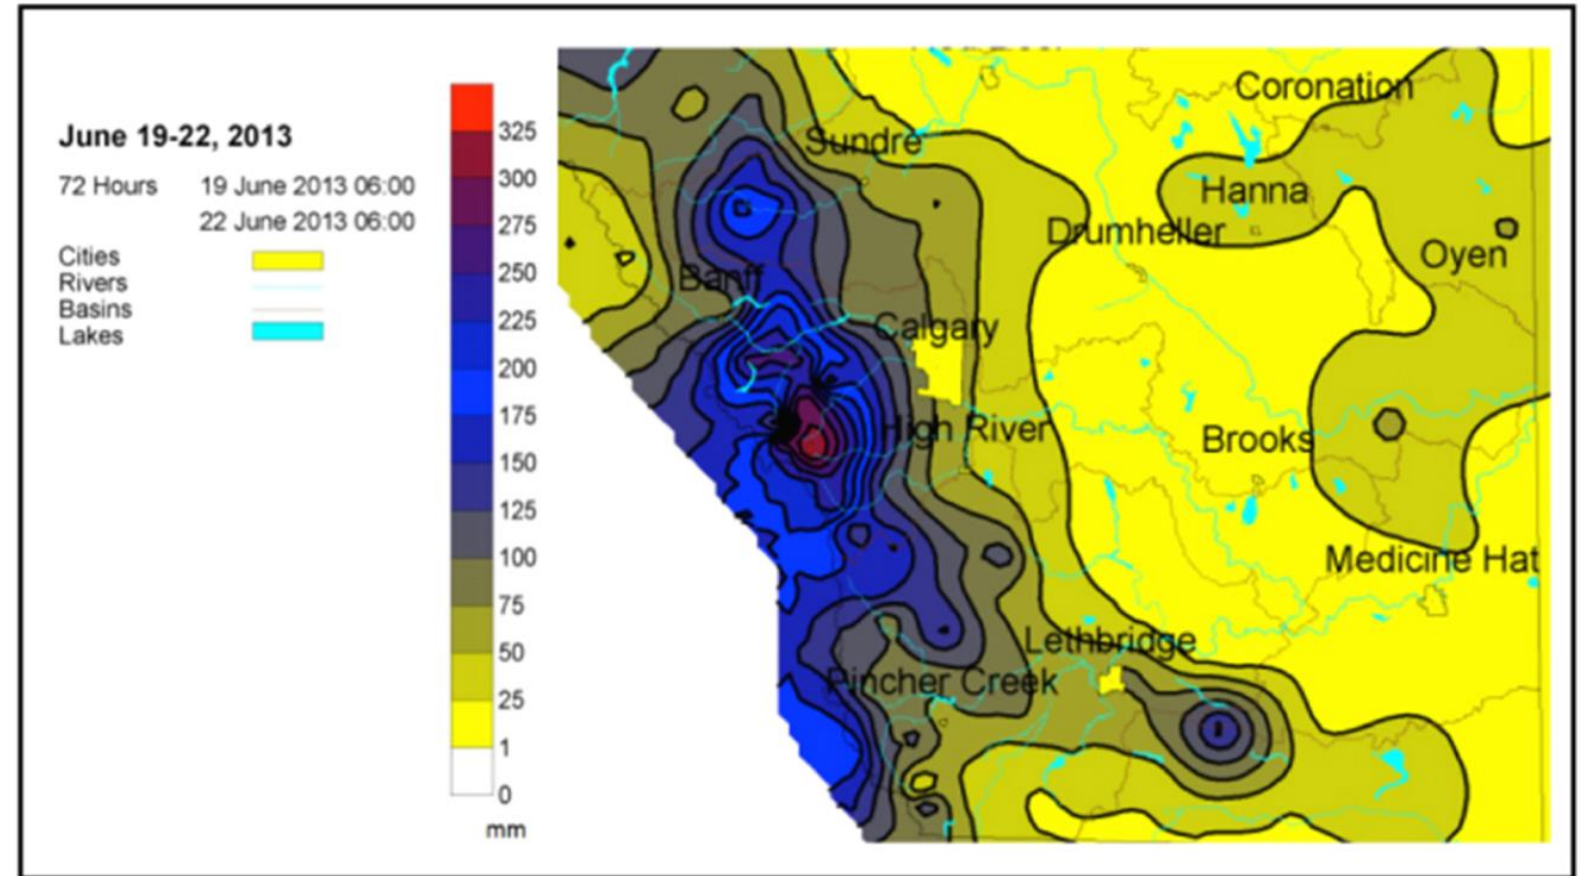 June 19-22, 2013
72 Hours 19 June 2013 06:00
22 June 2013 06:00
Cities
Rivers
Basins
Lakes
325
300
275
250
225
200
175
150
125
100
75
50
25
1
0
mm
Coronation
Sundre
Hanna
Drumheller
Oyen
Banff
Calgary
High River
Brooks
Medicine Hat
Lethbridge
Pincher Creek